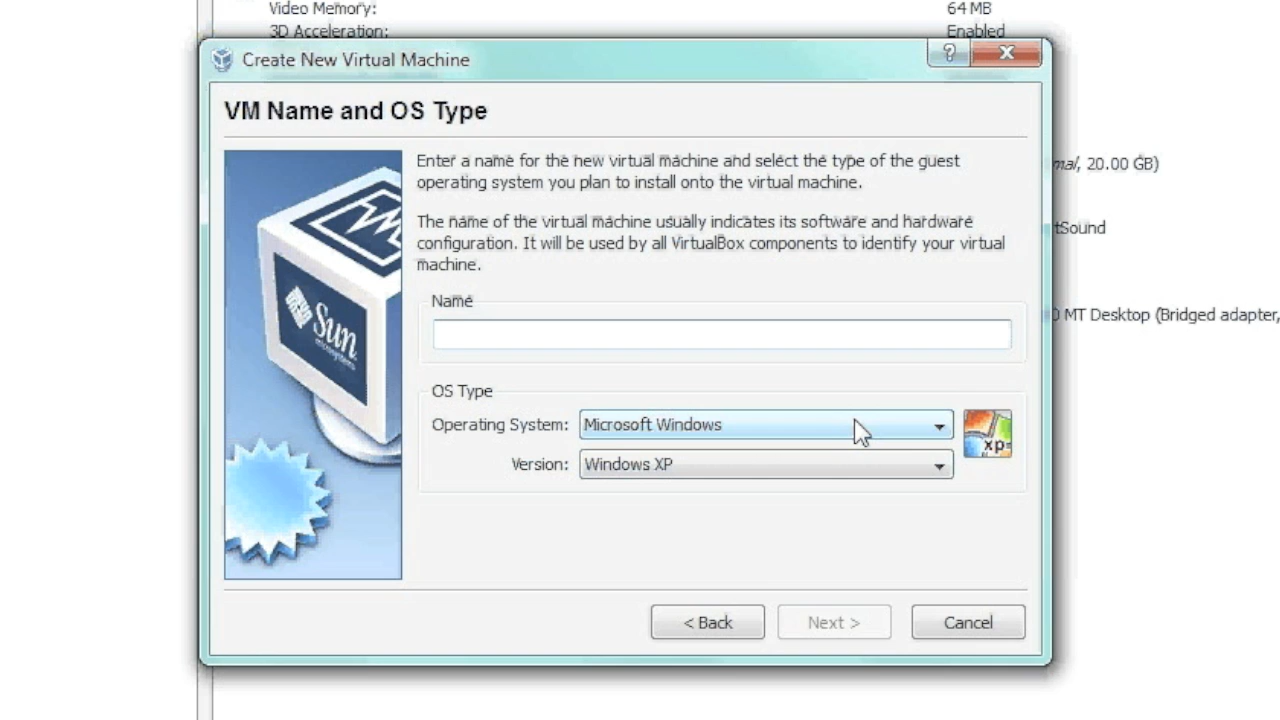 Video Memory: 64 MB
3D Acceleration: Enabled
Create New Virtual Machine
?
VM Name and OS Type
Enter a name for the new virtual machine and select the type of the guest
operating system you plan to install onto the virtual machine.
The name of the virtual machine usually indicates its software and hardware
configuration. It will be used by all VirtualBox components to identify your virtual
machine.
mal, 20.00 GB)
tSound
MT Desktop (Bridged adapter,
Sun
microsystems
Name
OS Type
Operating System: Microsoft Windows
xp
Version: Windows XP
< Back Next > Cancel